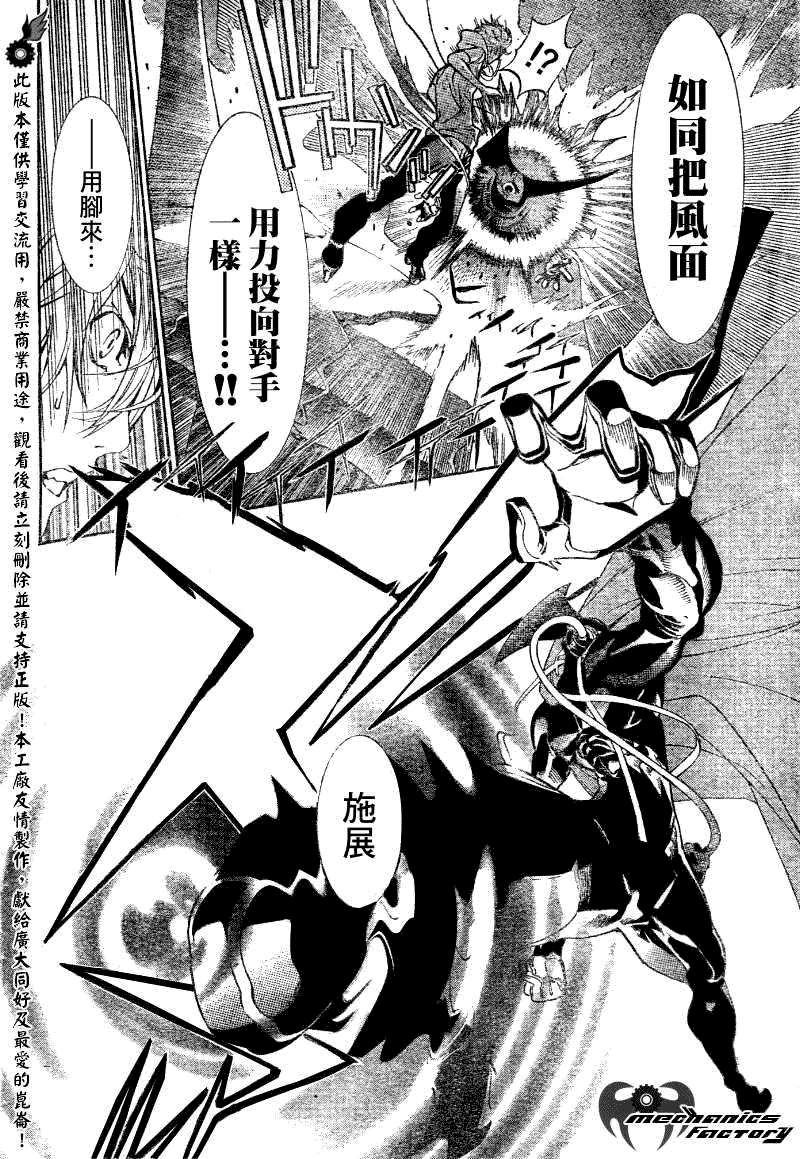 如同把風面
!?
用力投向對手
一樣——…!!
——用腳來…
施展
此版本僅供學習交流用，嚴禁商業用途，觀看後請立刻刪除並請支持正版！本工廠友情製作，獻給廣大同好及最愛的崑崙！
mechanics
Factory